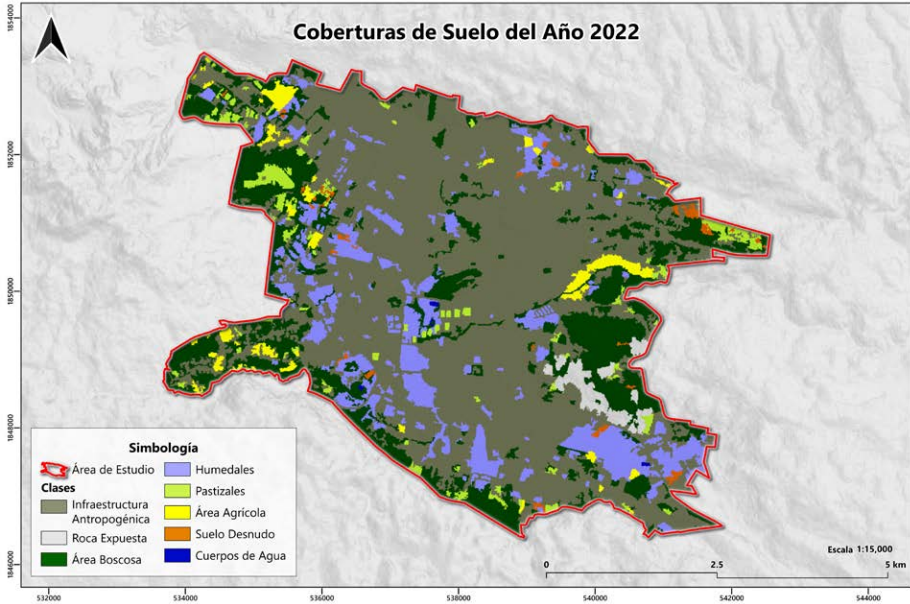 Coberturas de Suelo del Año 2022
1854000
1852000
1850000
1848000
1846000
Simbología
Área de Estudio
Clases
Infraestructura
Antropogénica
Roca Expuesta
Área Boscosa
Humedales
Pastizales
Área Agrícola
Suelo Desnudo
Cuerpos de Agua
Escala 1:15,000
0 2.5 5 km
532000 534000 536000 538000 540000 542000 544000